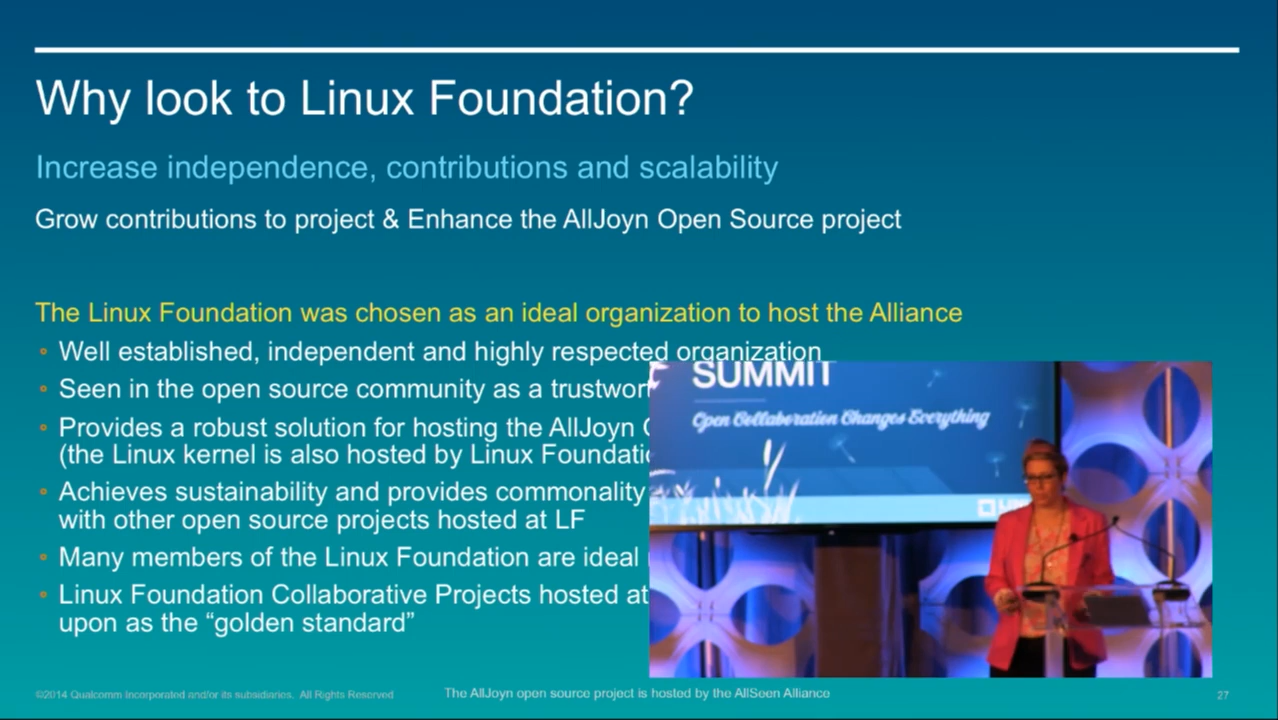 Why look to Linux Foundation?
Increase independence, contributions and scalability
Grow contributions to project & Enhance the AllJoyn Open Source project
The Linux Foundation was chosen as an ideal organization to host the Alliance
• Well established, independent and highly respected organization
• Seen in the open source community as a
• Provides a robust solution for hosting the AllJoyn
(the Linux kernel is also hosted by Linux
• Achieves sustainability and provides commonality
with other open source projects hosted at LF
• Many members of the Linux Foundation are ideal
• Linux Foundation Collaborative Projects hosted at
upon as the “golden standard”
SUMMIT
Open Collaboration Changes Everything
©2014 Qualcomm Incorporated and/or its subsidiaries. All Rights Reserved
The AllJoyn open source project is hosted by the AllSeen Alliance
27